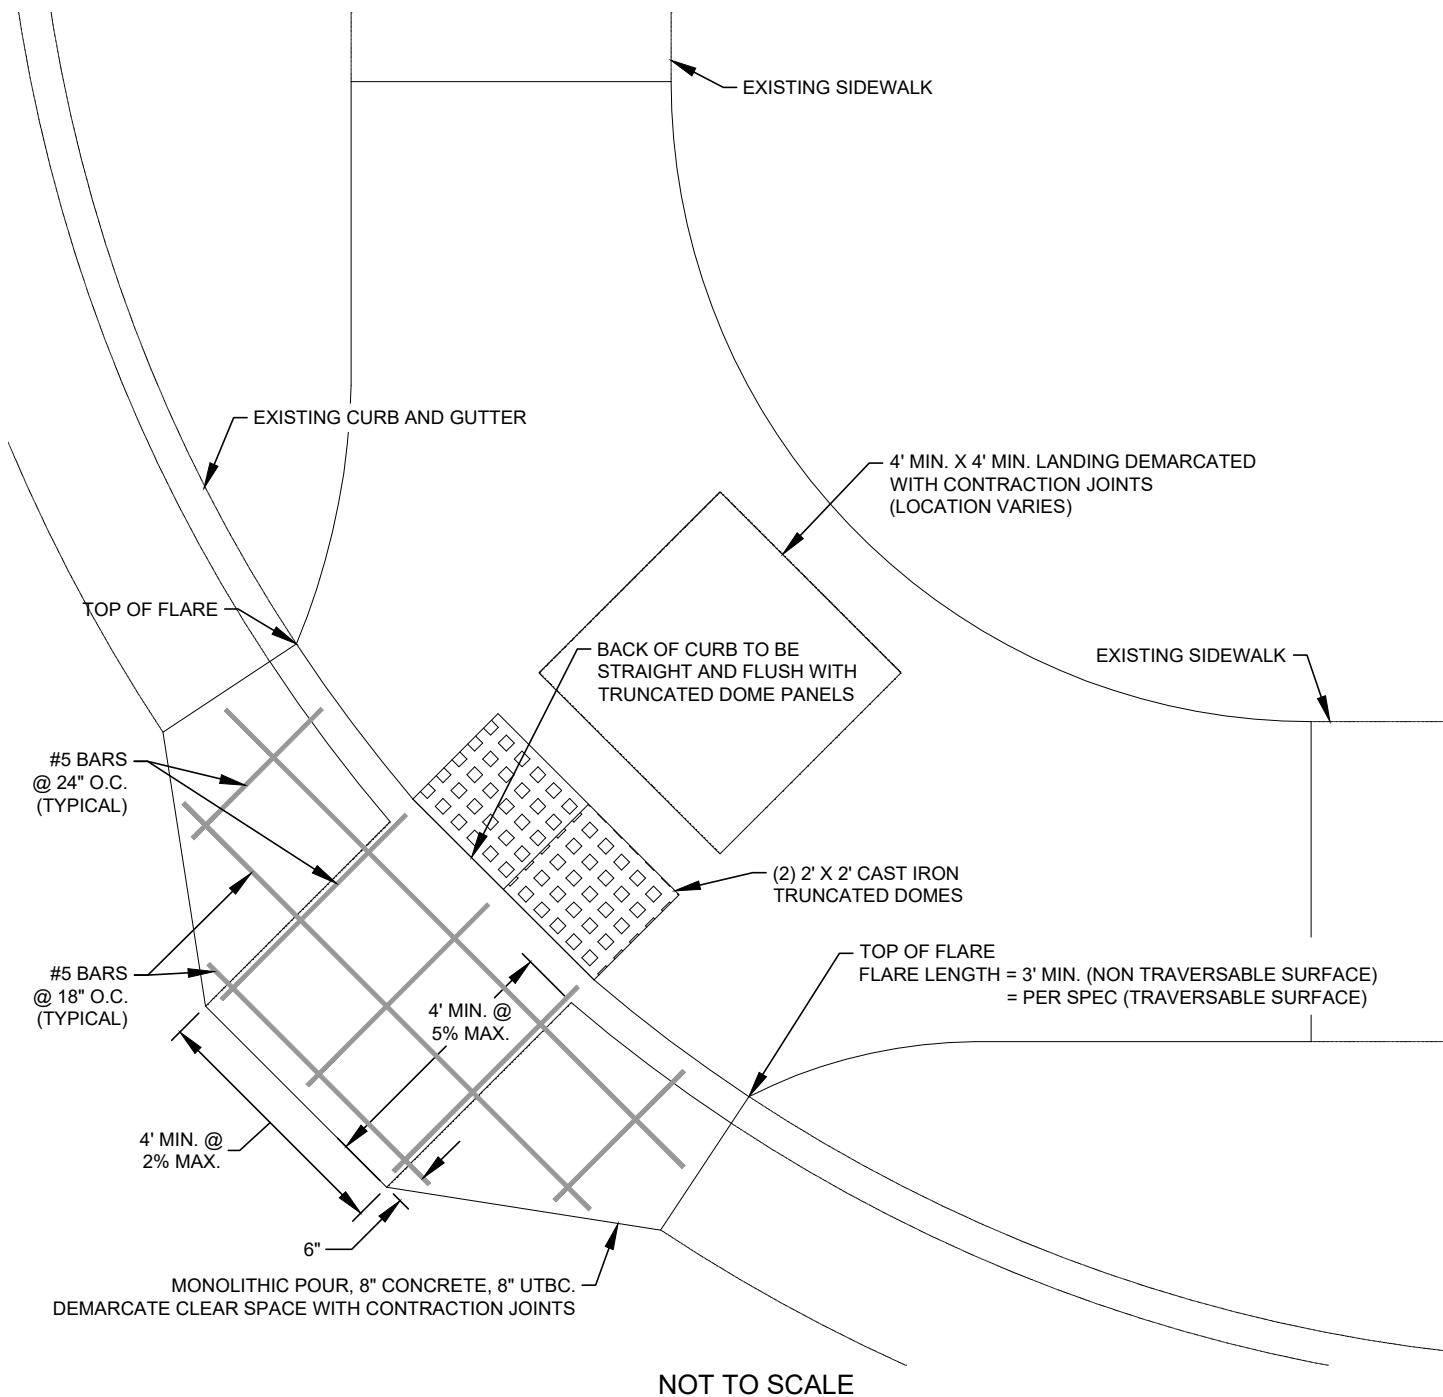 EXISTING SIDEWALK
EXISTING CURB AND GUTTER
4' MIN. X 4' MIN. LANDING DEMARCATED
WITH CONTRACTION JOINTS
(LOCATION VARIES)
TOP OF FLARE
BACK OF CURB TO BE
STRAIGHT AND FLUSH WITH
TRUNCATED DOME PANELS
EXISTING SIDEWALK
#5 BARS
@ 24" O.C.
(TYPICAL)
(2) 2' X 2' CAST IRON
TRUNCATED DOMES
TOP OF FLARE
FLARE LENGTH = 3' MIN. (NON TRAVERSABLE SURFACE)
= PER SPEC (TRAVERSABLE SURFACE)
#5 BARS
@ 18" O.C.
(TYPICAL)
4' MIN. @
5% MAX.
4' MIN. @
2% MAX.
6"
MONOLITHIC POUR, 8" CONCRETE, 8" UTBC.
DEMARCATE CLEAR SPACE WITH CONTRACTION JOINTS
NOT TO SCALE